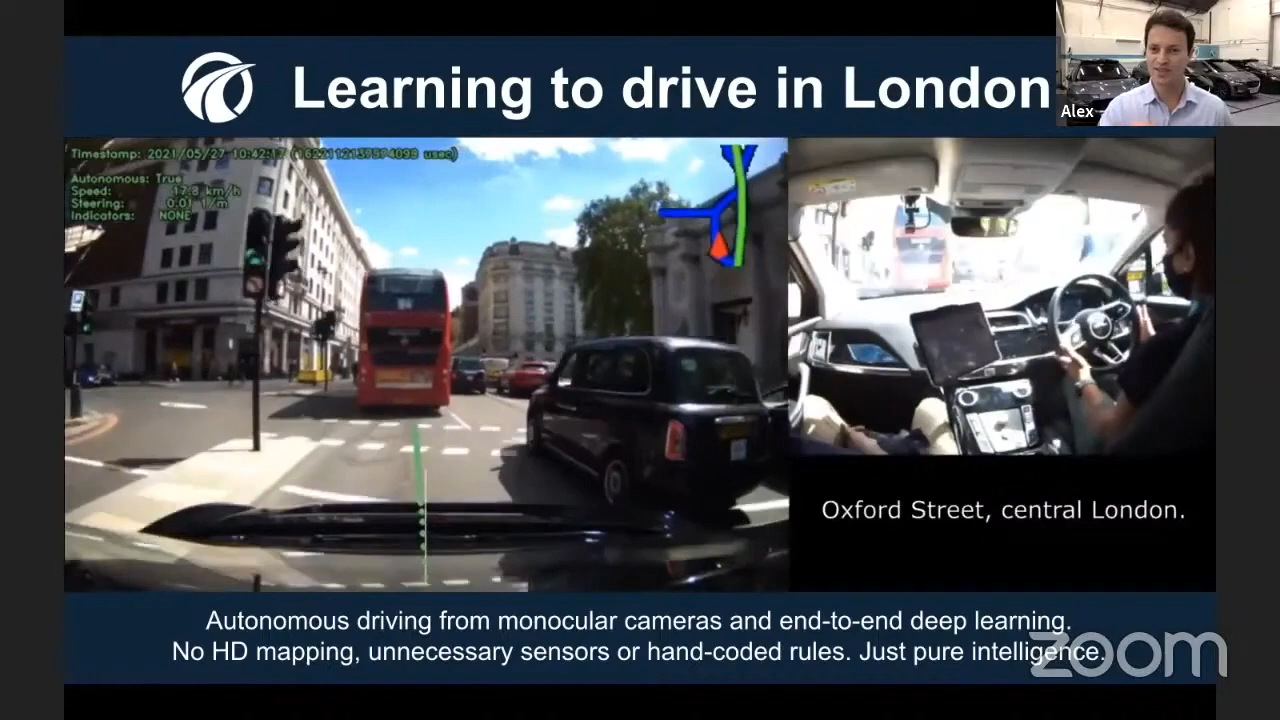 Learning to drive in London
Alex
Timestamp: 2021/05/27 10:42:17
Autonomous: True
Speed: 17.8 km/h
Steering: 0.01 1/m
Indicators: NONE
Oxford Street, central London.
Autonomous driving from monocular cameras and end-to-end deep learning.
No HD mapping, unnecessary sensors or hand-coded rules. Just pure intelligence.
zoom